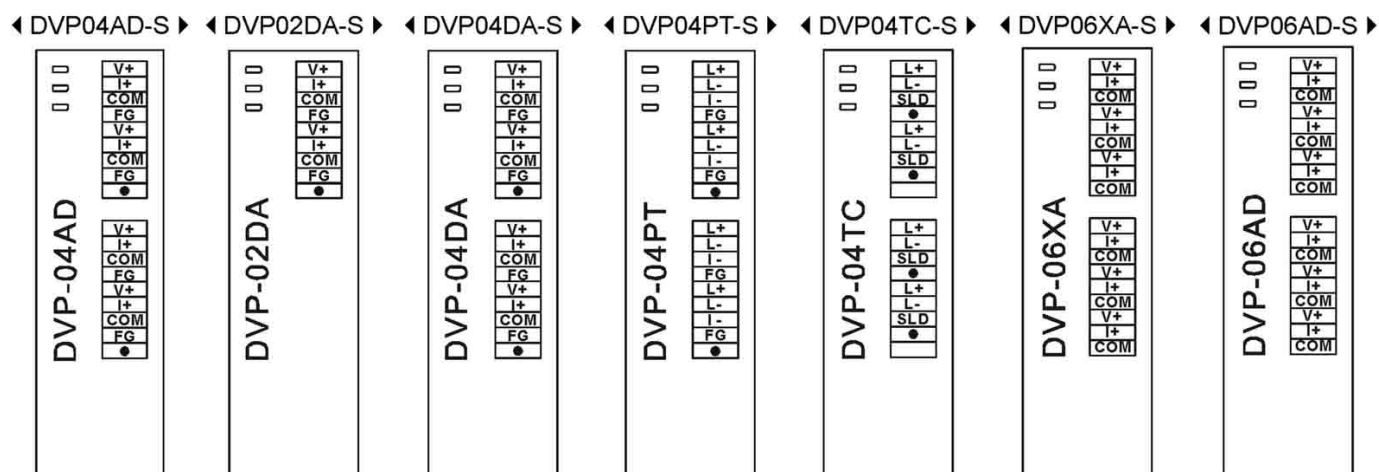 DVP04AD-S DVP02DA-S DVP04DA-S DVP04PT-S DVP04TC-S DVP06XA-S DVP06AD-S
DVP-04AD
V+
I+
COM
FG
V+
I+
COM
FG
V+
I+
COM
FG
V+
I+
COM
FG
DVP-02DA
V+
I+
COM
FG
V+
I+
COM
FG
DVP-04DA
V+
I+
COM
FG
V+
I+
COM
FG
V+
I+
COM
FG
V+
I+
COM
FG
DVP-04PT
L+
L-
I-
FG
L+
L-
I-
FG
L+
L-
I-
FG
L+
L-
I-
FG
DVP-04TC
L+
L-
SLD
L+
L-
SLD
L+
L-
SLD
L+
L-
SLD
DVP-06XA
V+
I+
COM
V+
I+
COM
V+
I+
COM
V+
I+
COM
V+
I+
COM
V+
I+
COM
DVP-06AD
V+
I+
COM
V+
I+
COM
V+
I+
COM
V+
I+
COM
V+
I+
COM
V+
I+
COM